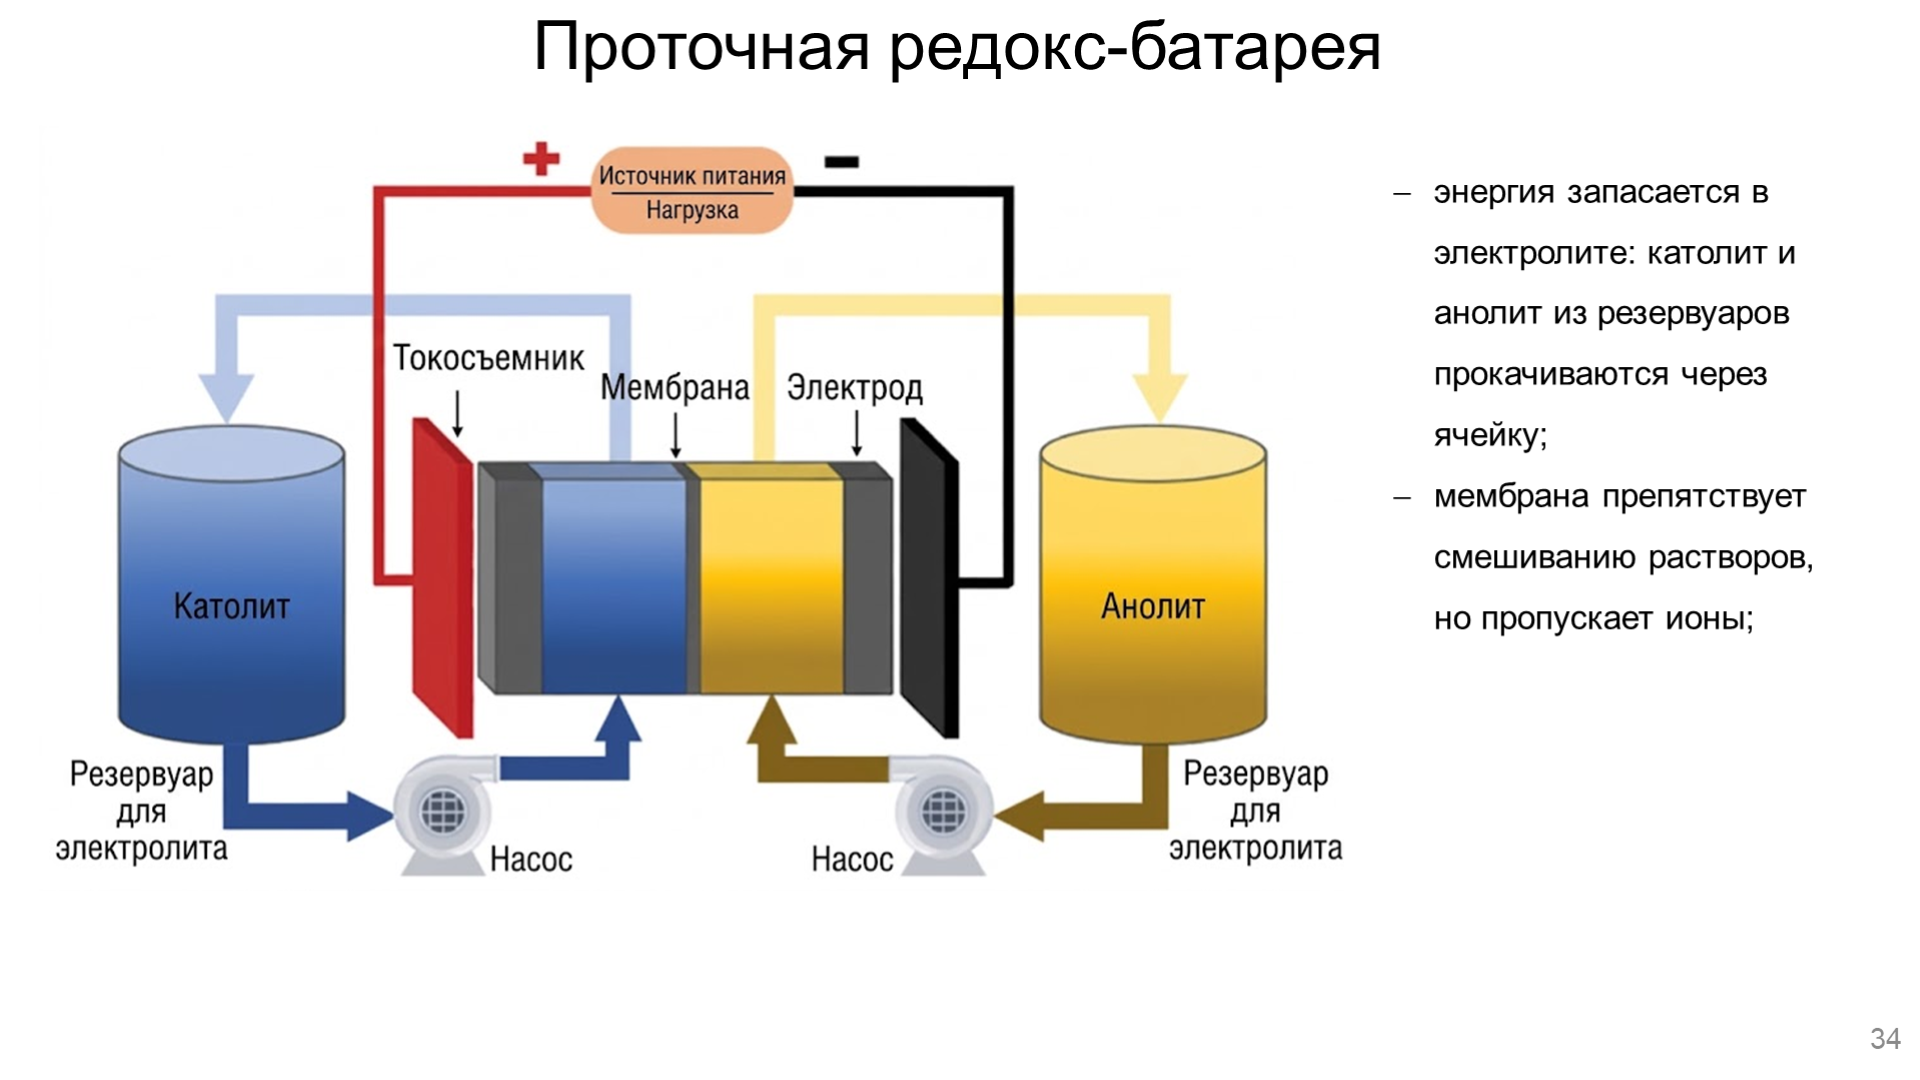 Проточная редокс-батарея
+
−
Источник питания
Нагрузка
Токосъемник
Мембрана
Электрод
Католит
Анолит
Резервуар
для
электролита
Насос
Насос
Резервуар
для
электролита
– энергия запасается в
электролите: католит и
анолит из резервуаров
прокачиваются через
ячейку;
– мембрана препятствует
смешиванию растворов,
но пропускает ионы;
34